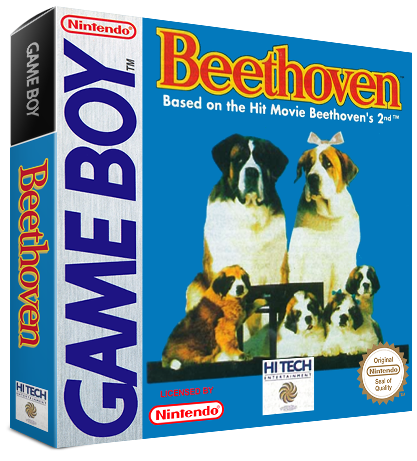 GAME BOY
Beethoven
HI TECH
Nintendo
GAME BOY™
Beethoven™
Based on the Hit Movie Beethoven's 2nd™
LICENSED BY
Nintendo
HI TECH
ENTERTAINMENT
Original
Nintendo
Seal of
Quality